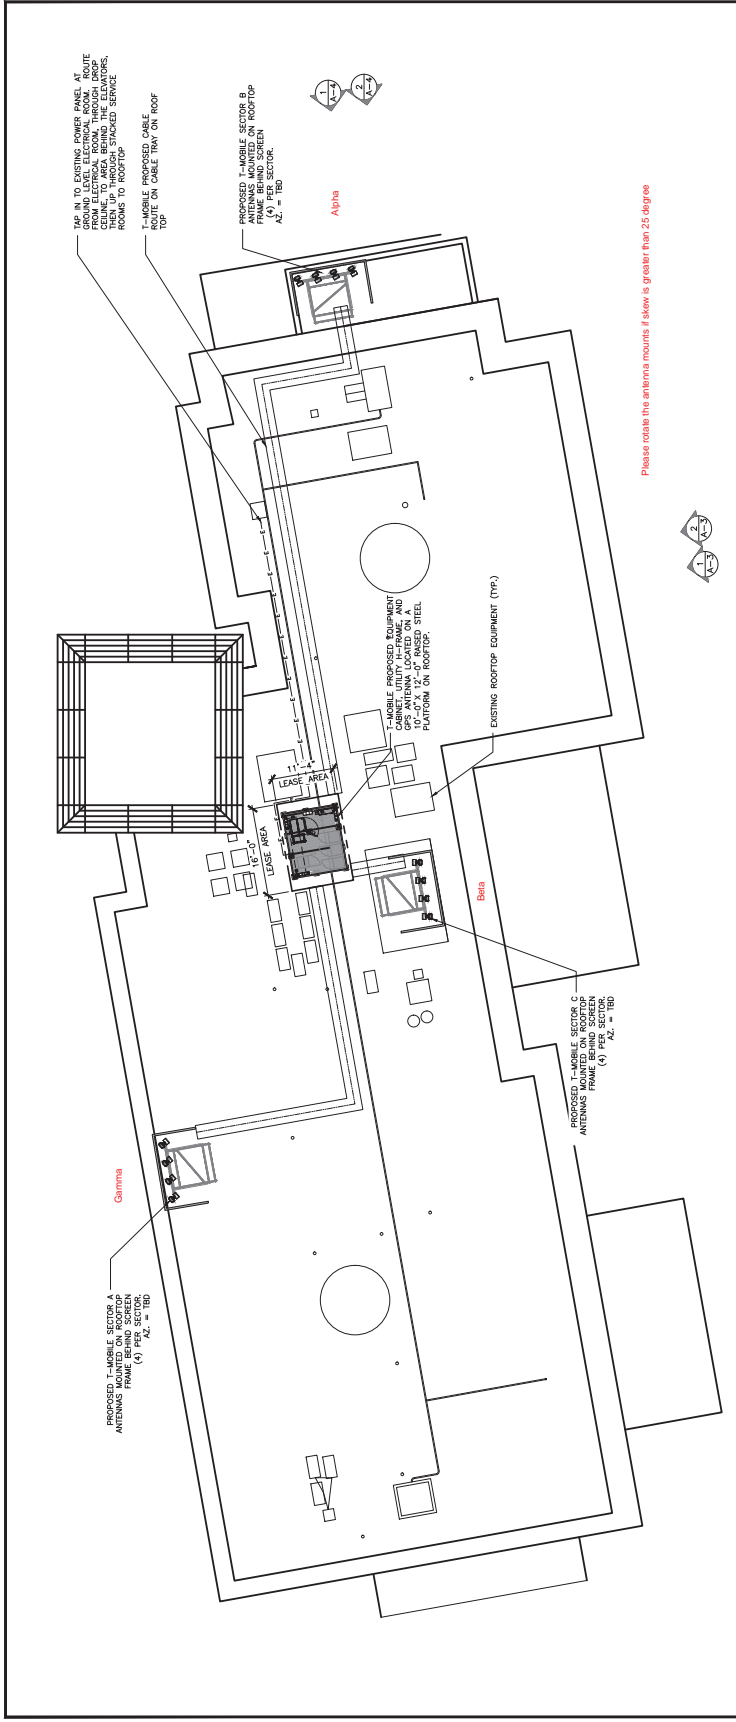 TAP IN TO EXISTING POWER PANEL AT
GROUND LEVEL ELECTRICAL ROOM. ROUTE
FROM ELECTRICAL ROOM, THROUGH DROP
CEILINE, TO AREA BEHIND THE ELEVATORS,
THEN UP THROUGH STACKED SERVICE
ROOMS TO ROOFTOP
T-MOBILE PROPOSED CABLE
ROUTE ON CABLE TRAY ON ROOF
TOP
PROPOSED T-MOBILE SECTOR B
ANTENNAS MOUNTED ON ROOFTOP
FRAME BEHIND SCREEN
(4) PER SECTOR.
AZ. = TBD
Alpha
1
A-4
2
A-4
Please rotate the antenna mounts if skew is greater than 25 degree
1
A-3
2
A-3
T-MOBILE PROPOSED EQUIPMENT
CABINET, UTILITY H-FRAME, AND
GPS ANTENNA LOCATED ON A
10'-0" X 12'-0" RAISED STEEL
PLATFORM ON ROOFTOP.
EXISTING ROOFTOP EQUIPMENT (TYP.)
11'-4"
LEASE AREA
16'-0"
LEASE AREA
Beta
PROPOSED T-MOBILE SECTOR C
ANTENNAS MOUNTED ON ROOFTOP
FRAME BEHIND SCREEN
(4) PER SECTOR.
AZ. = TBD
Gamma
PROPOSED T-MOBILE SECTOR A
ANTENNAS MOUNTED ON ROOFTOP
FRAME BEHIND SCREEN
(4) PER SECTOR.
AZ. = TBD